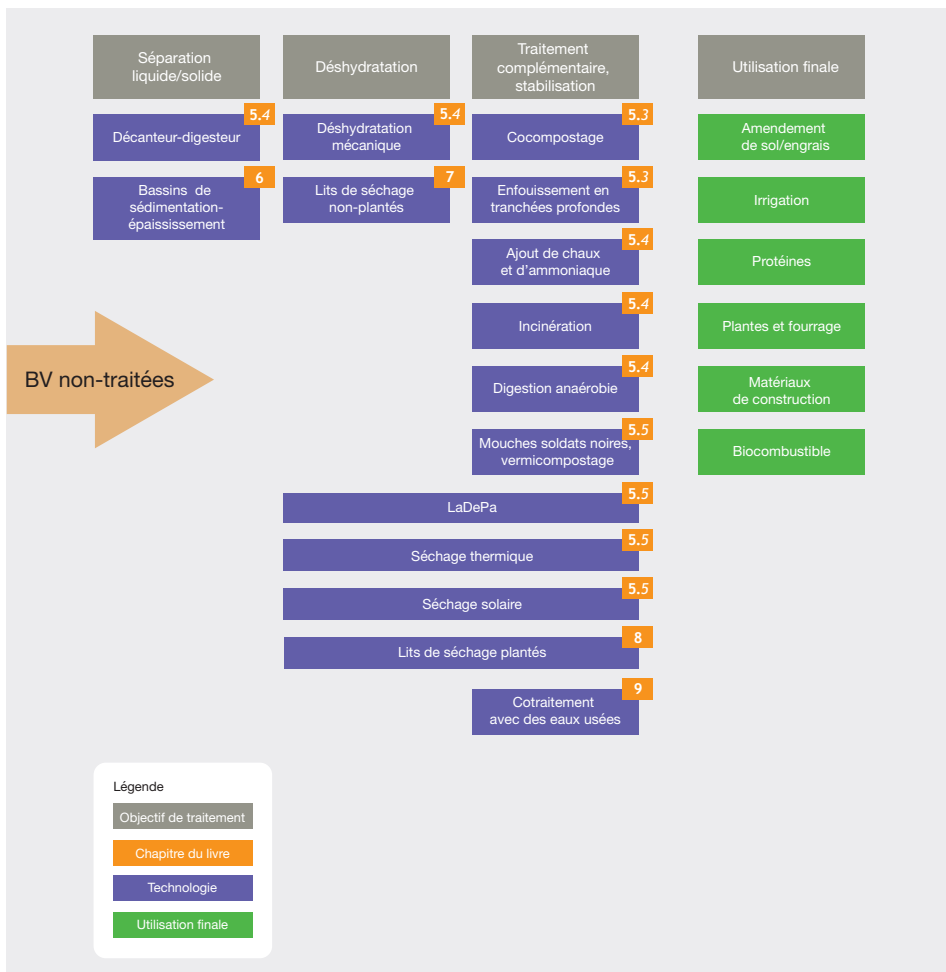 Séparation
liquide/solide
Déshydratation
Traitement
complémentaire,
stabilisation
Utilisation finale
5.4
Décanteur-digesteur
5.4
Déshydratation
mécanique
5.3
Cocompostage
Amendement
de sol/engrais
6
Bassins de
sédimentation-
épaississement
7
Lits de séchage
non-plantés
5.3
Enfouissement en
tranchées profondes
Irrigation
5.4
Ajout de chaux
et d’ammoniaque
Protéines
5.4
Incinération
Plantes et fourrage
BV non-traitées
5.4
Digestion anaérobie
Matériaux
de construction
5.5
Mouches soldats noires,
vermicompostage
Biocombustible
5.5
LaDePa
5.5
Séchage thermique
5.5
Séchage solaire
8
Lits de séchage plantés
9
Cotraitement
avec des eaux usées
Légende
Objectif de traitement
Chapitre du livre
Technologie
Utilisation finale